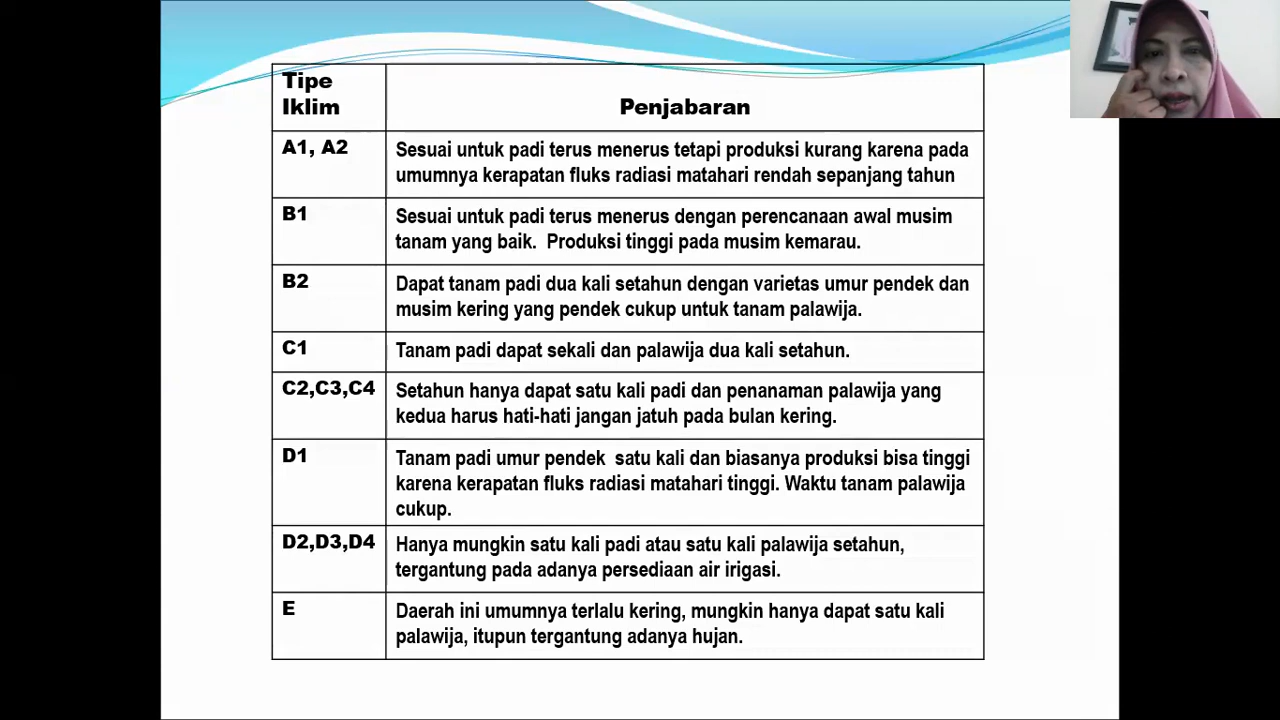 Tipe
Iklim
Penjabaran
A1, A2
Sesuai untuk padi terus menerus tetapi produksi kurang karena pada
umumnya kerapatan fluks radiasi matahari rendah sepanjang tahun
B1
Sesuai untuk padi terus menerus dengan perencanaan awal musim
tanam yang baik.  Produksi tinggi pada musim kemarau.
B2
Dapat tanam padi dua kali setahun dengan varietas umur pendek dan
musim kering yang pendek cukup untuk tanam palawija.
C1
Tanam padi dapat sekali dan palawija dua kali setahun.
C2,C3,C4
Setahun hanya dapat satu kali padi dan penanaman palawija yang
kedua harus hati-hati jangan jatuh pada bulan kering.
D1
Tanam padi umur pendek  satu kali dan biasanya produksi bisa tinggi
karena kerapatan fluks radiasi matahari tinggi. Waktu tanam palawija
cukup.
D2,D3,D4
Hanya mungkin satu kali padi atau satu kali palawija setahun,
tergantung pada adanya persediaan air irigasi.
E
Daerah ini umumnya terlalu kering, mungkin hanya dapat satu kali
palawija, itupun tergantung adanya hujan.